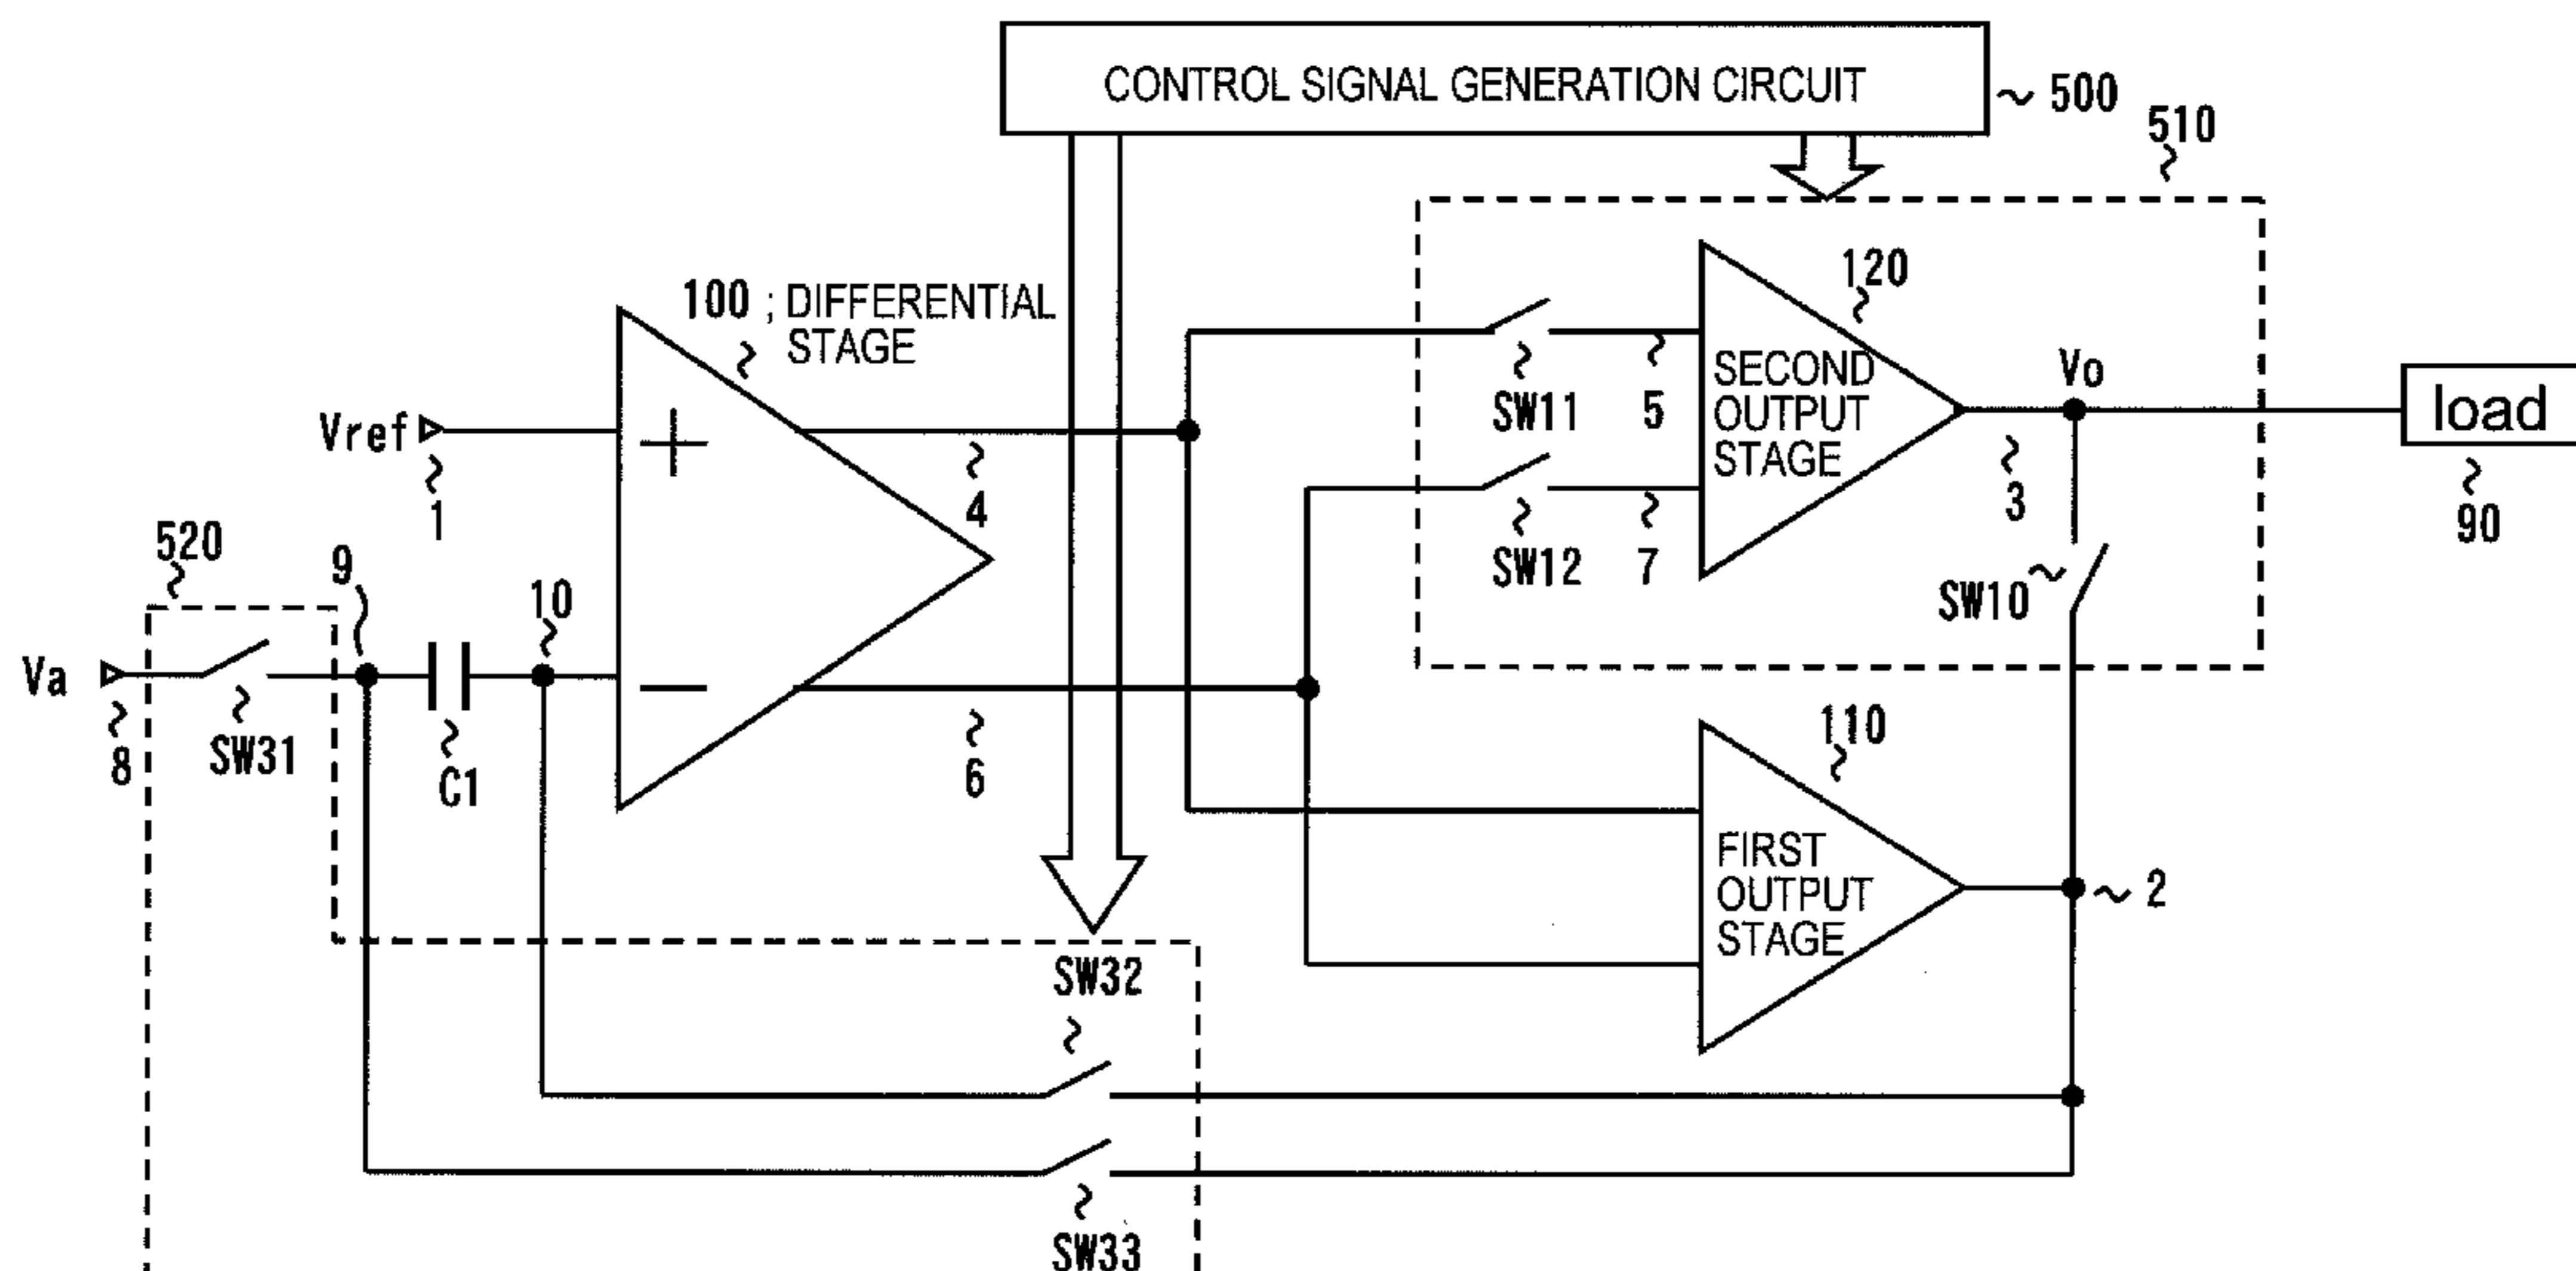 CONTROL SIGNAL GENERATION CIRCUIT
500
510
100 ; DIFFERENTIAL
STAGE
120
Vref
1
4
SW11
5
SECOND
OUTPUT
STAGE
Vo
load
90
3
SW12
7
SW10
520
9
10
Va
8
SW31
C1
6
110
FIRST
OUTPUT
STAGE
2
SW32
SW33